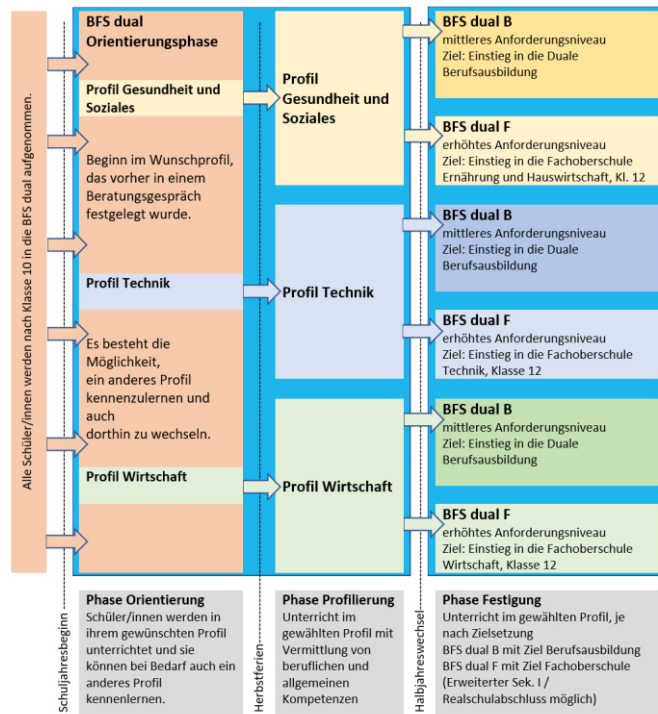 Alle Schüler/innen werden nach Klasse 10 in die BFS dual aufgenommen.
BFS dual
Orientierungsphase
Profil Gesundheit und
Soziales
Beginn im Wunschprofil,
das vorher in einem
Beratungsgespräch
festgelegt wurde.
Profil Technik
Es besteht die
Möglichkeit,
ein anderes Profil
kennenzulernen und
auch
dorthin zu wechseln.
Profil Wirtschaft
Profil
Gesundheit und
Soziales
Profil Technik
Profil Wirtschaft
BFS dual B
mittleres Anforderungsniveau
Ziel: Einstieg in die Duale
Berufsausbildung
BFS dual F
erhöhtes Anforderungsniveau
Ziel: Einstieg in die Fachoberschule
Ernährung und Hauswirtschaft, Kl. 12
BFS dual B
mittleres Anforderungsniveau
Ziel: Einstieg in die Duale
Berufsausbildung
BFS dual F
erhöhtes Anforderungsniveau
Ziel: Einstieg in die Fachoberschule
Technik, Klasse 12
BFS dual B
mittleres Anforderungsniveau
Ziel: Einstieg in die Duale
Berufsausbildung
BFS dual F
erhöhtes Anforderungsniveau
Ziel: Einstieg in die Fachoberschule
Wirtschaft, Klasse 12
Schuljahresbeginn
Phase Orientierung
Schüler/innen werden in
ihrem gewünschten Profil
unterrichtet und sie
können bei Bedarf auch ein
anderes Profil
kennenlernen.
Herbstferien
Phase Profilierung
Unterricht im
gewählten Profil mit
Vermittlung von
beruflichen und
allgemeinen
Kompetenzen
Halbjahreswechsel
Phase Festigung
Unterricht im gewählten Profil, je
nach Zielsetzung
BFS dual B mit Ziel Berufsausbildung
BFS dual F mit Ziel Fachoberschule
(Erweiterter Sek. I /
Realschulabschluss möglich)